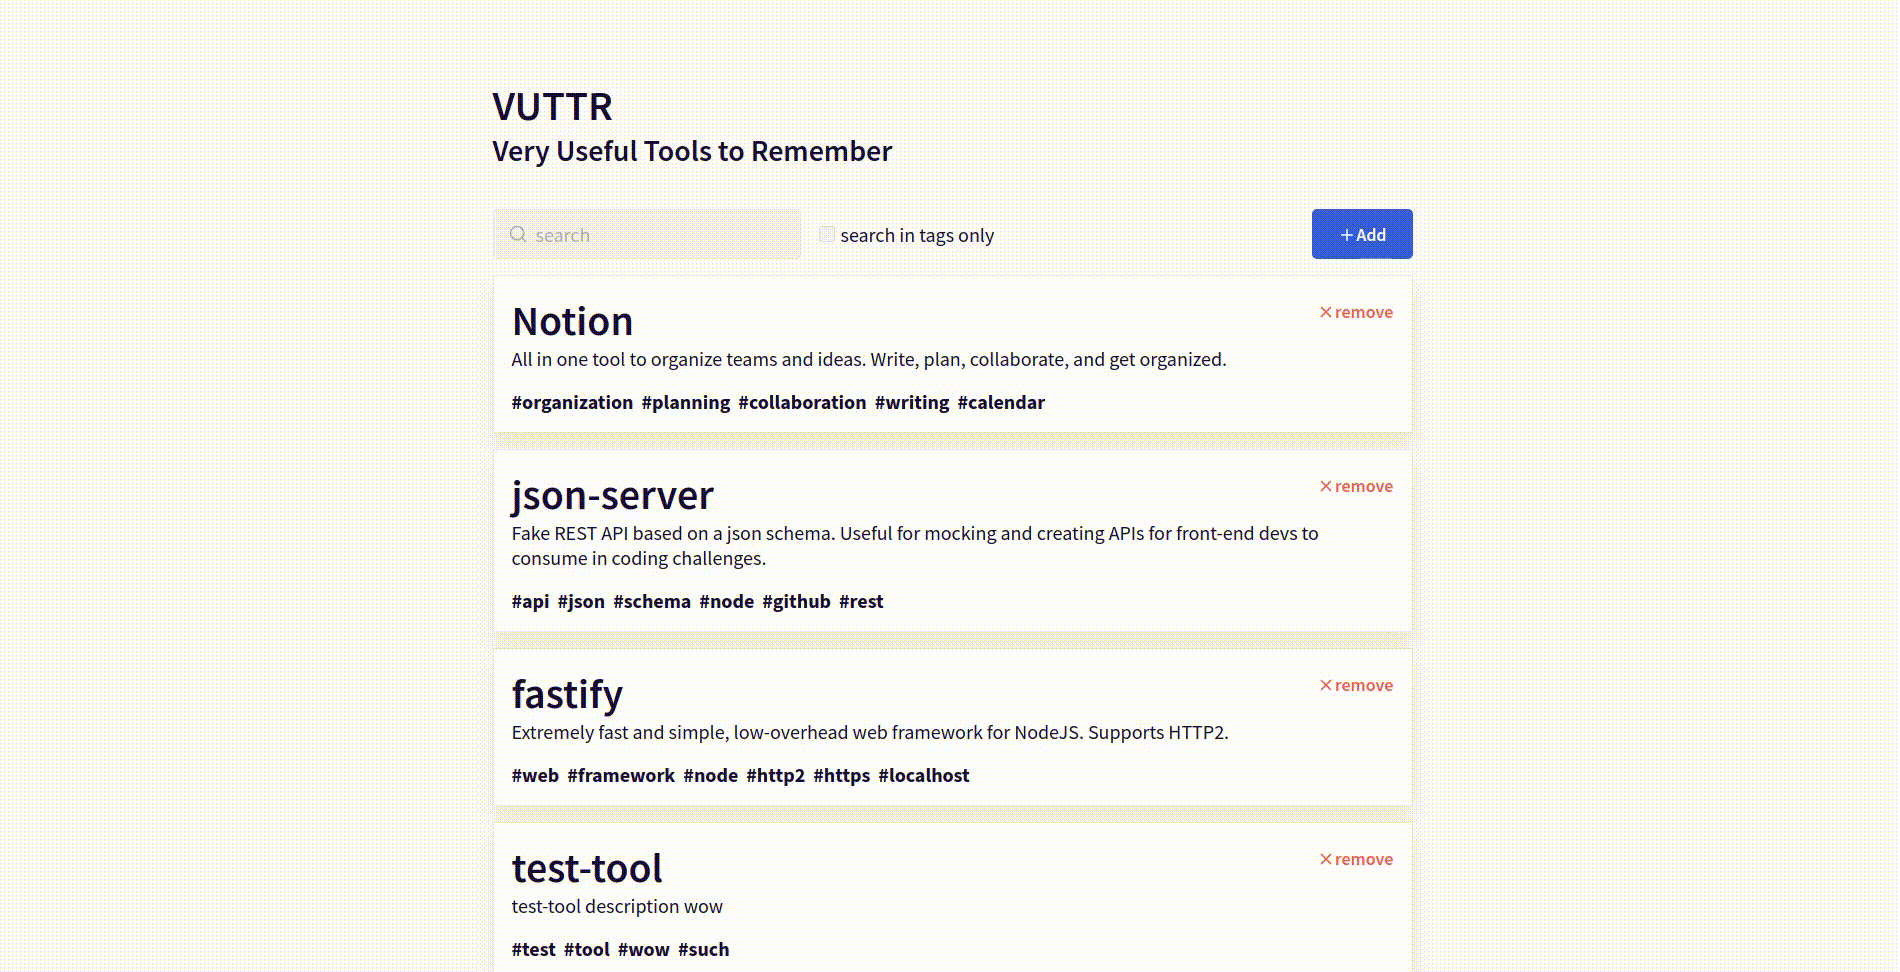 VUTTR
Very Useful Tools to Remember
search
search in tags only
+ Add
Notion
× remove
All in one tool to organize teams and ideas. Write, plan, collaborate, and get organized.
#organization #planning #collaboration #writing #calendar
json-server
× remove
Fake REST API based on a json schema. Useful for mocking and creating APIs for front-end devs to
consume in coding challenges.
#api #json #schema #node #github #rest
fastify
× remove
Extremely fast and simple, low-overhead web framework for NodeJS. Supports HTTP2.
#web #framework #node #http2 #https #localhost
test-tool
× remove
test-tool description wow
#test #tool #wow #such